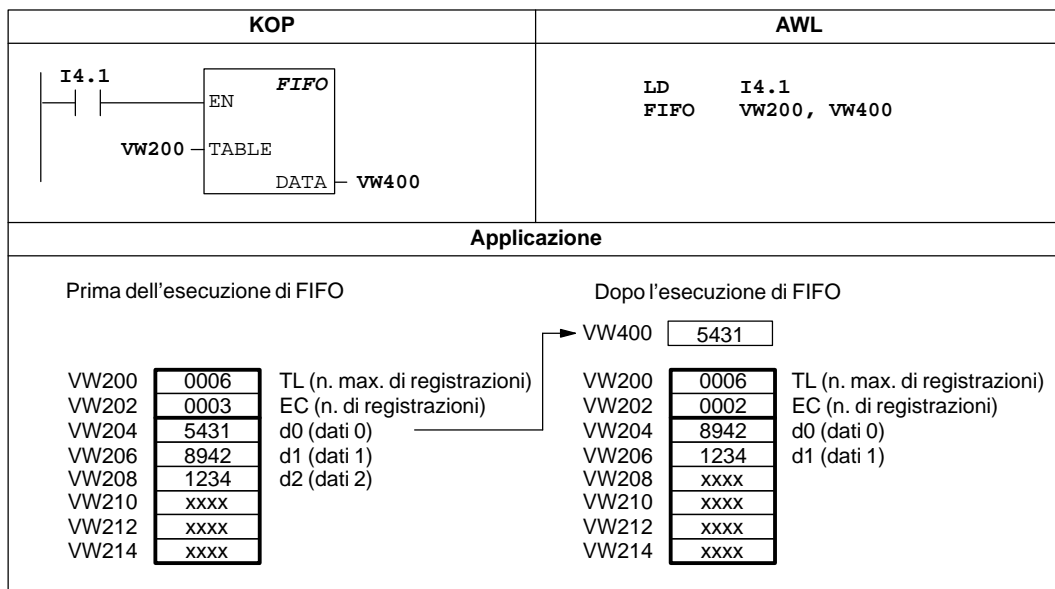 KOP
AWL
I4.1
FIFO
EN
VW200
TABLE
DATA
VW400
LD I4.1
FIFO VW200, VW400
Applicazione
Prima dell'esecuzione di FIFO
VW200 0006 TL (n. max. di registrazioni)
VW202 0003 EC (n. di registrazioni)
VW204 5431 d0 (dati 0)
VW206 8942 d1 (dati 1)
VW208 1234 d2 (dati 2)
VW210 xxxx
VW212 xxxx
VW214 xxxx
Dopo l'esecuzione di FIFO
VW400 5431
VW200 0006 TL (n. max. di registrazioni)
VW202 0002 EC (n. di registrazioni)
VW204 8942 d0 (dati 0)
VW206 1234 d1 (dati 1)
VW208 xxxx
VW210 xxxx
VW212 xxxx
VW214 xxxx